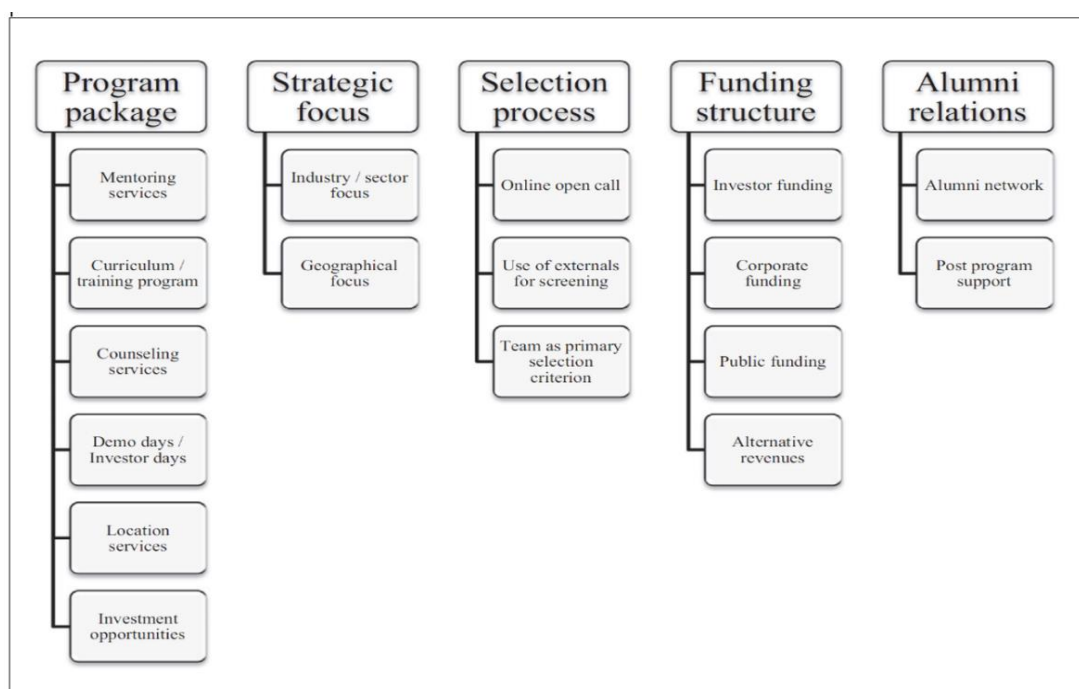 Program
package
Mentoring
services
Curriculum /
training program
Counseling
services
Demo days /
Investor days
Location
services
Investment
opportunities
Strategic
focus
Industry / sector
focus
Geographical
focus
Selection
process
Online open call
Use of externals
for screening
Team as primary
selection
criterion
Funding
structure
Investor funding
Corporate
funding
Public funding
Alternative
revenues
Alumni
relations
Alumni network
Post program
support